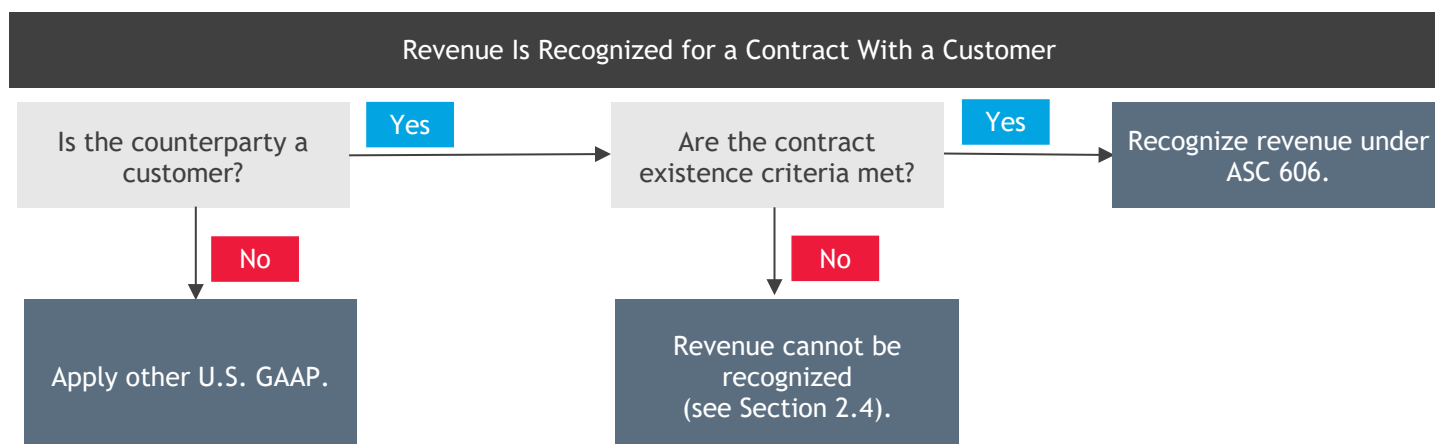 Revenue Is Recognized for a Contract With a Customer
Is the counterparty a
customer?
Yes
Are the contract
existence criteria met?
Yes
Recognize revenue under
ASC 606.
No
No
Apply other U.S. GAAP.
Revenue cannot be
recognized
(see Section 2.4).